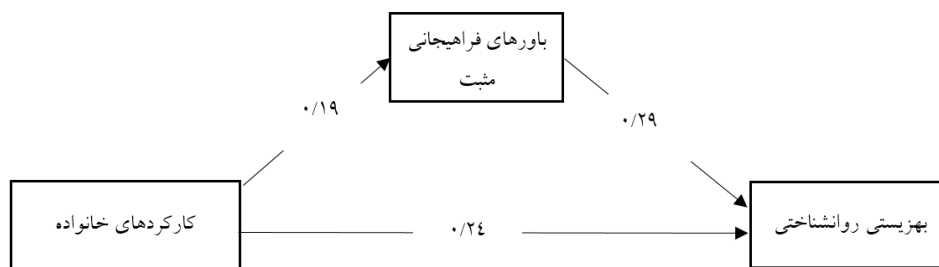 باورهای فراهیجانی
مثبت
۰/۱۹
۰/۲۹
کارکردهای خانواده
۰/۲٤
بهزیستی روانشناختی